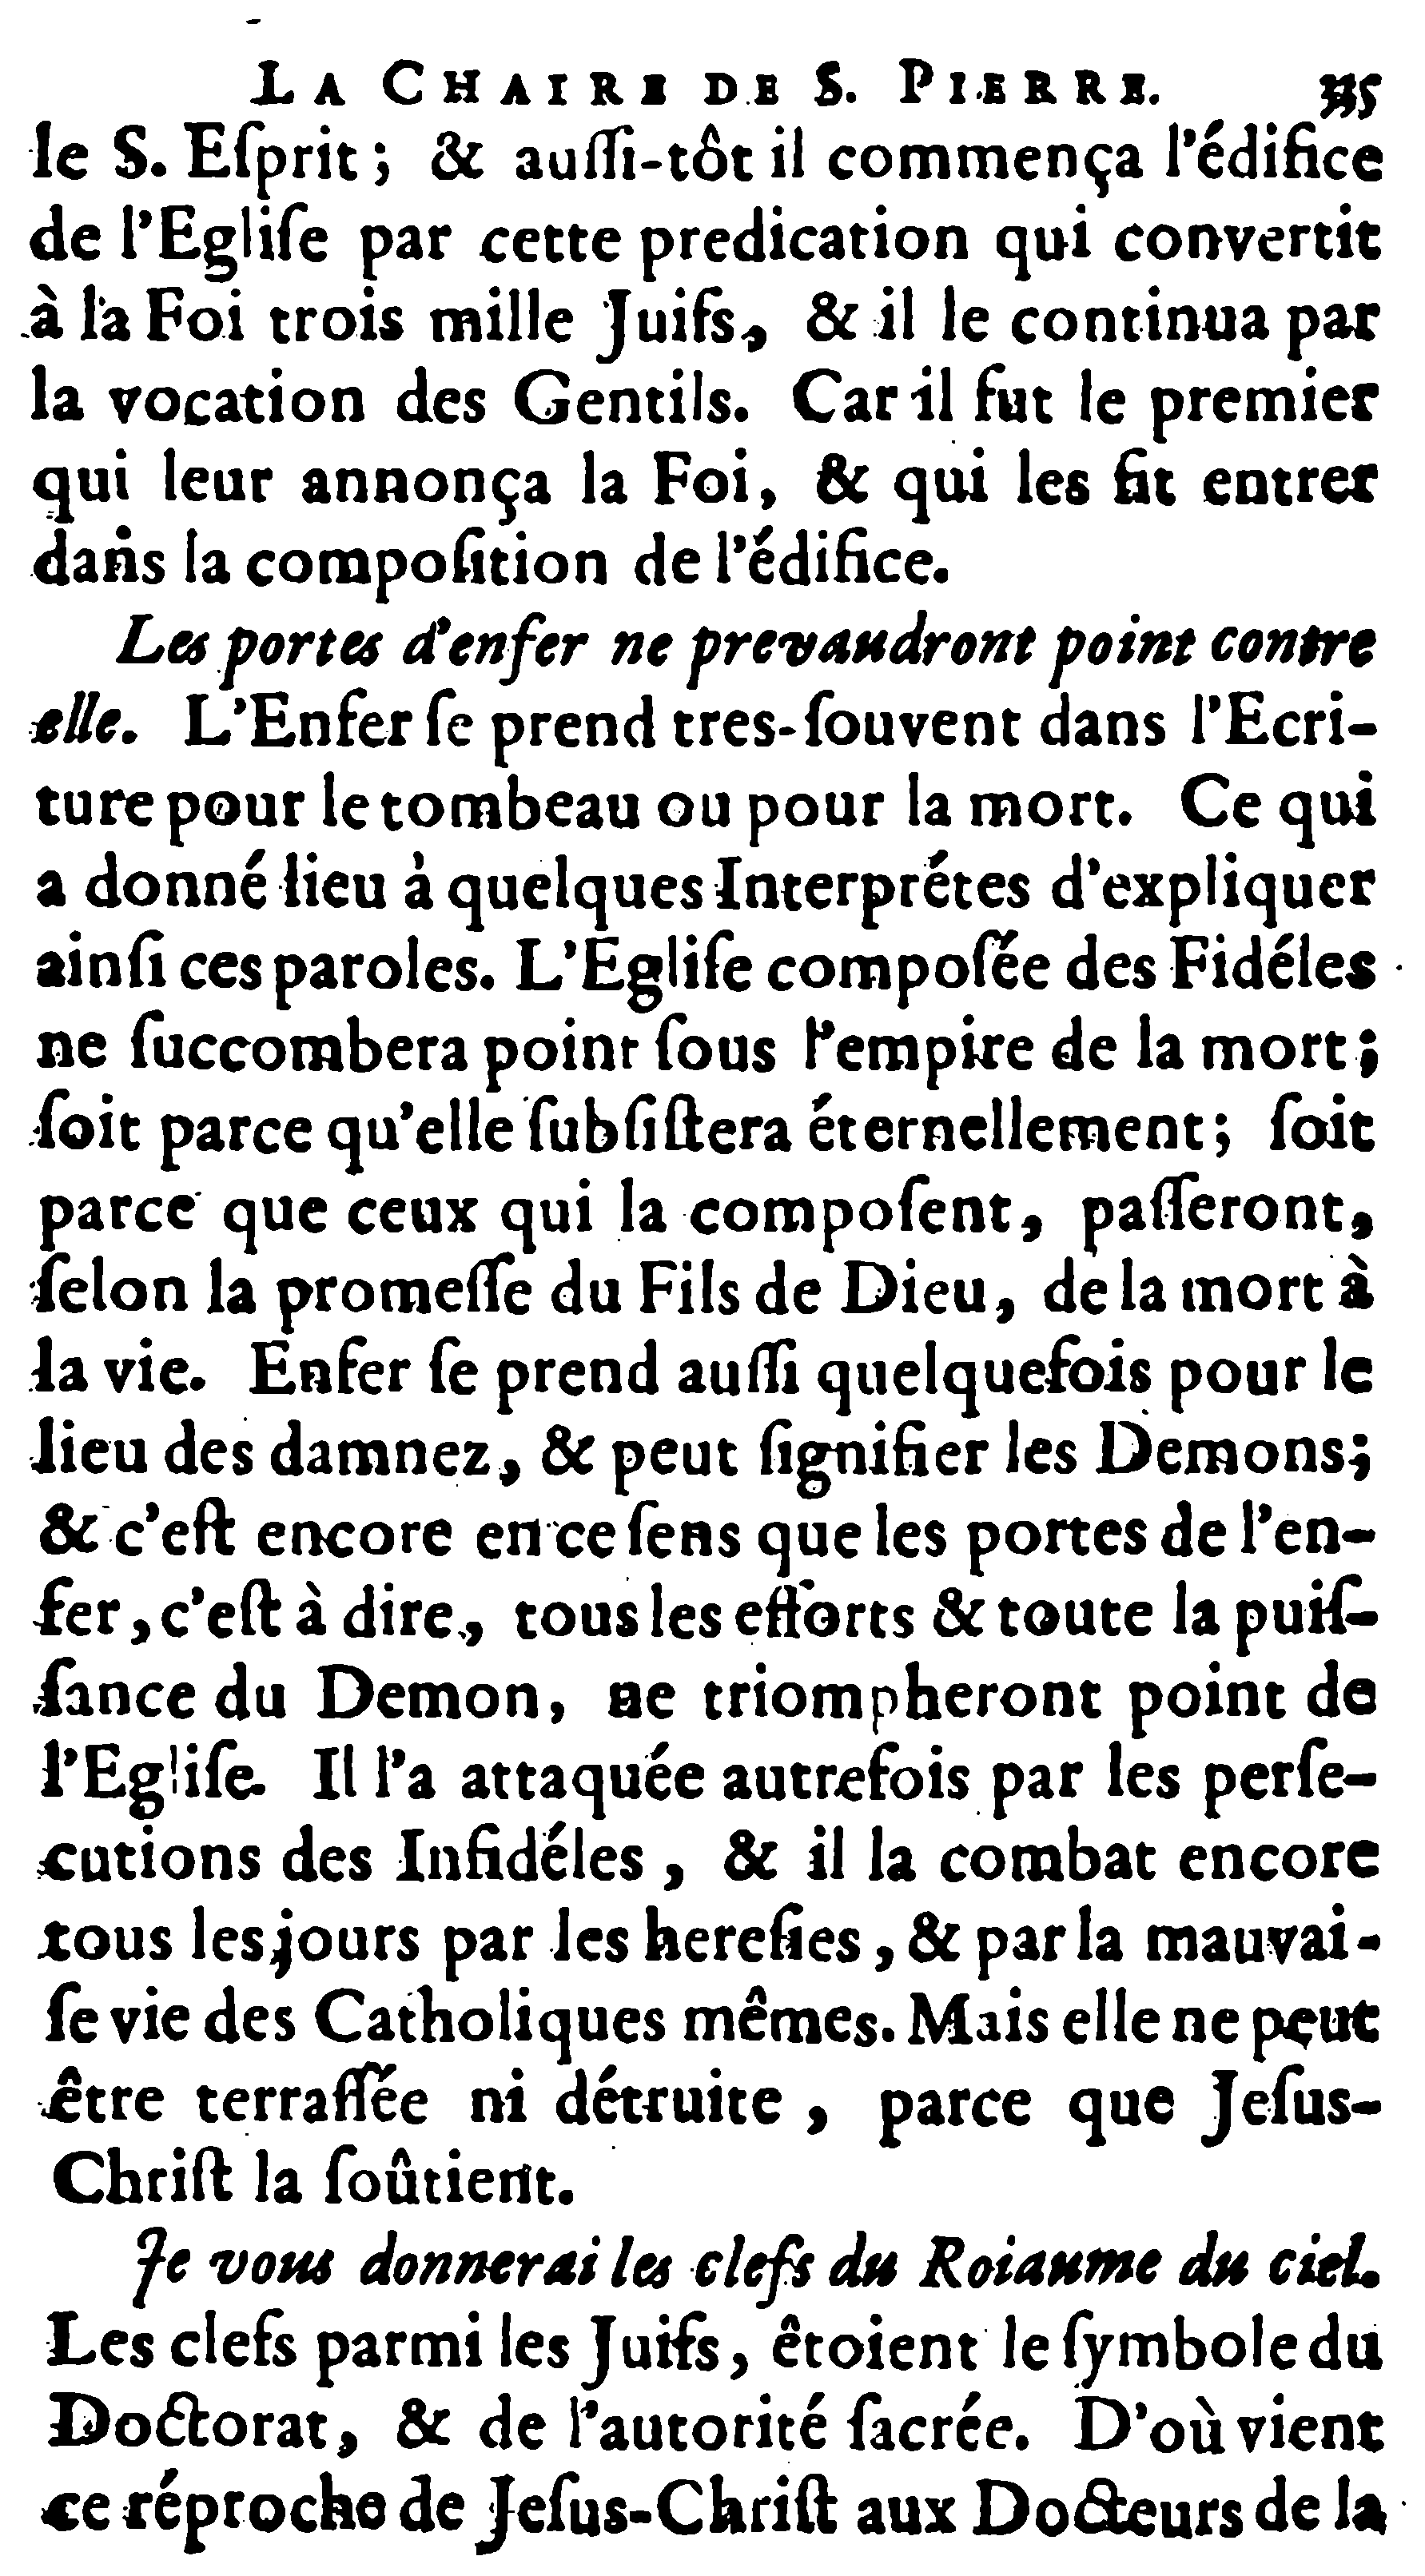 LA CHAIRE DE S. PIERRE.
le S. Eſprit; & auſſi-tôt il commença l'édifice
de l'Egliſe par cette predication qui convertit
à la Foi trois mille Juifs, & il le continua par
la vocation des Gentils. Car il fut le premier
qui leur annonça la Foi, & qui les fit entrer
dans la compoſition de l'édifice.
Les portes d'enfer ne prevaudront point contre
elle. L'Enfer ſe prend tres-ſouvent dans l'Ecri-
ture pour le tombeau ou pour la mort. Ce qui
a donné lieu à quelques Interprétes d'expliquer
ainſi ces paroles. L'Egliſe compoſée des Fidéles
ne ſuccombera point ſous l'empire de la mort;
ſoit parce qu'elle ſubſiſtera éternellement; ſoit
parce que ceux qui la compoſent, paſſeront,
ſelon la promeſſe du Fils de Dieu, de la mort à
la vie. Enfer ſe prend auſſi quelquefois pour le
lieu des damnez, & peut ſignifier les Demons;
& c'eſt encore en ce ſens que les portes de l'en-
fer, c'eſt à dire, tous les efforts & toute la puiſ-
ſance du Demon, ne triompheront point de
l'Egliſe. Il l'a attaquée autrefois par les perſe-
cutions des Infidéles, & il la combat encore
tous les jours par les hereſies, & par la mauvai-
ſe vie des Catholiques mêmes. Mais elle ne peut
être terraſſée ni détruite, parce que Jeſus-
Chriſt la ſoûtient.
Je vous donnerai les clefs du Roiaume du ciel.
Les clefs parmi les Juifs, êtoient le ſymbole du
Doctorat, & de l'autorité ſacrée. D'où vient
ce réproche de Jeſus-Chriſt aux Docteurs de la